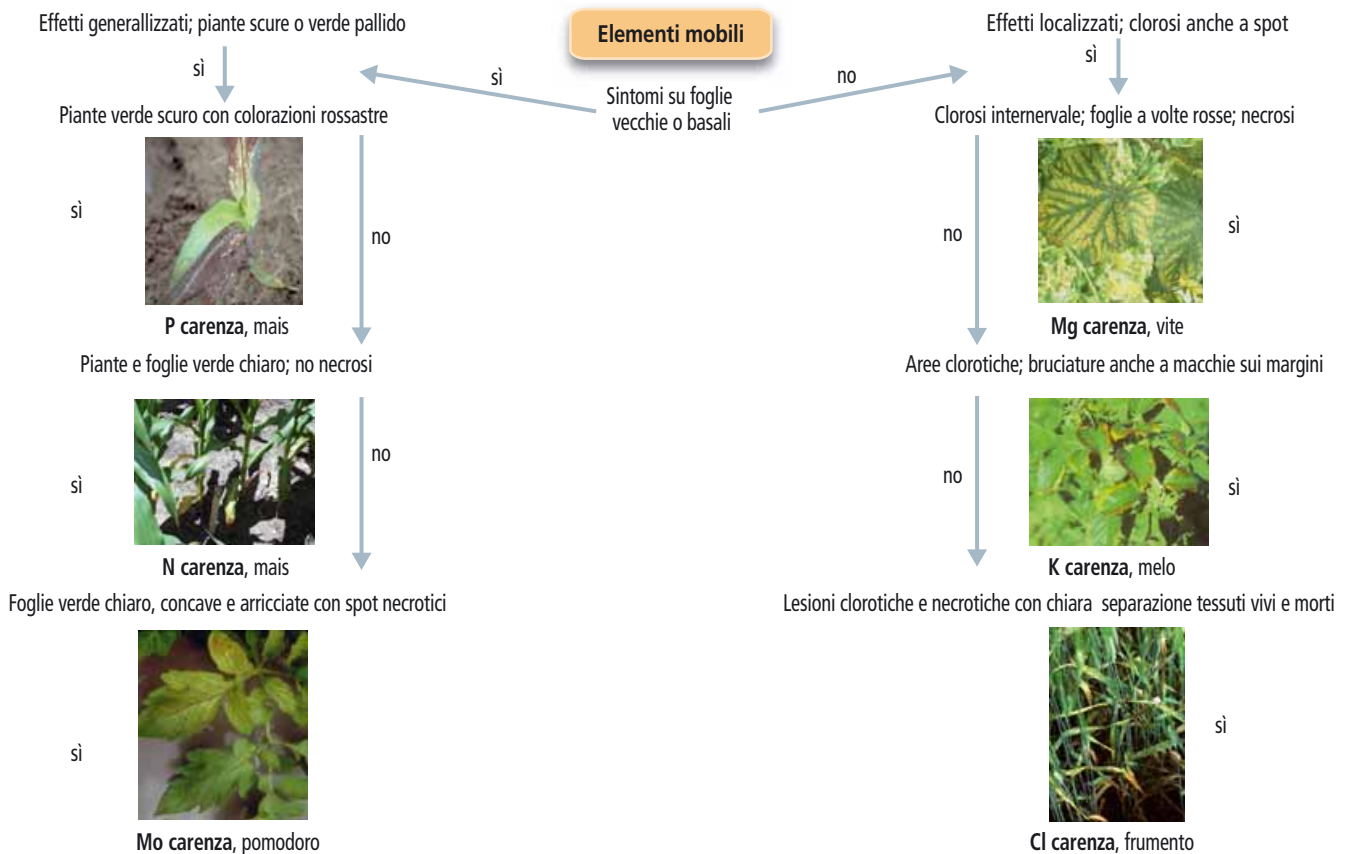 Elementi mobili
Effetti generallizzati; piante scure o verde pallido
Effetti localizzati; clorosi anche a spot
sì
sì
sì
no
Sintomi su foglie
vecchie o basali
Piante verde scuro con colorazioni rossastre
sì
no
P carenza, mais
Piante e foglie verde chiaro; no necrosi
sì
no
N carenza, mais
Foglie verde chiaro, concave e arricciate con spot necrotici
sì
Mo carenza, pomodoro
Clorosi internervale; foglie a volte rosse; necrosi
no
sì
Mg carenza, vite
Aree clorotiche; bruciature anche a macchie sui margini
no
sì
K carenza, melo
Lesioni clorotiche e necrotiche con chiara separazione tessuti vivi e morti
sì
Cl carenza, frumento